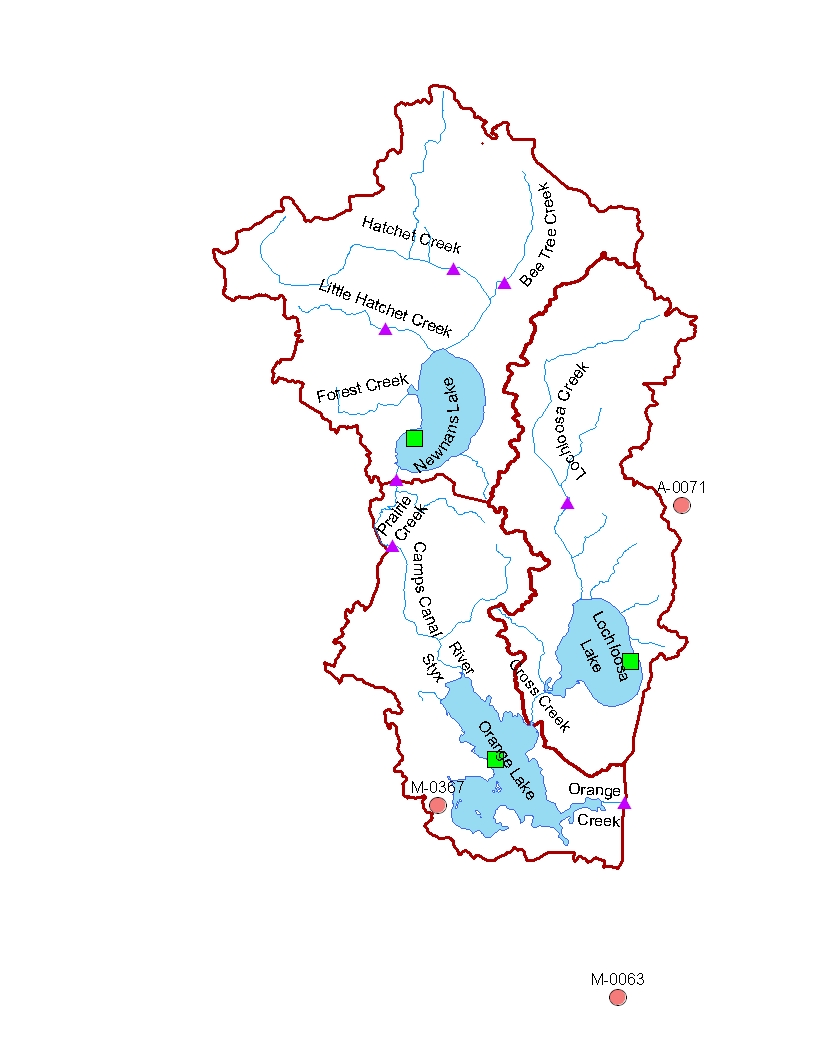 Hatchet Creek
Bee Tree Creek
Little Hatchet Creek
Forest Creek
Newnans Lake
Lochloosa Creek
A-0071
Prairie
Creek
Camps Canal
River
Styx
Lochloosa
Lake
Cross Creek
Orange Lake
M-0367
Orange
Creek
M-0063